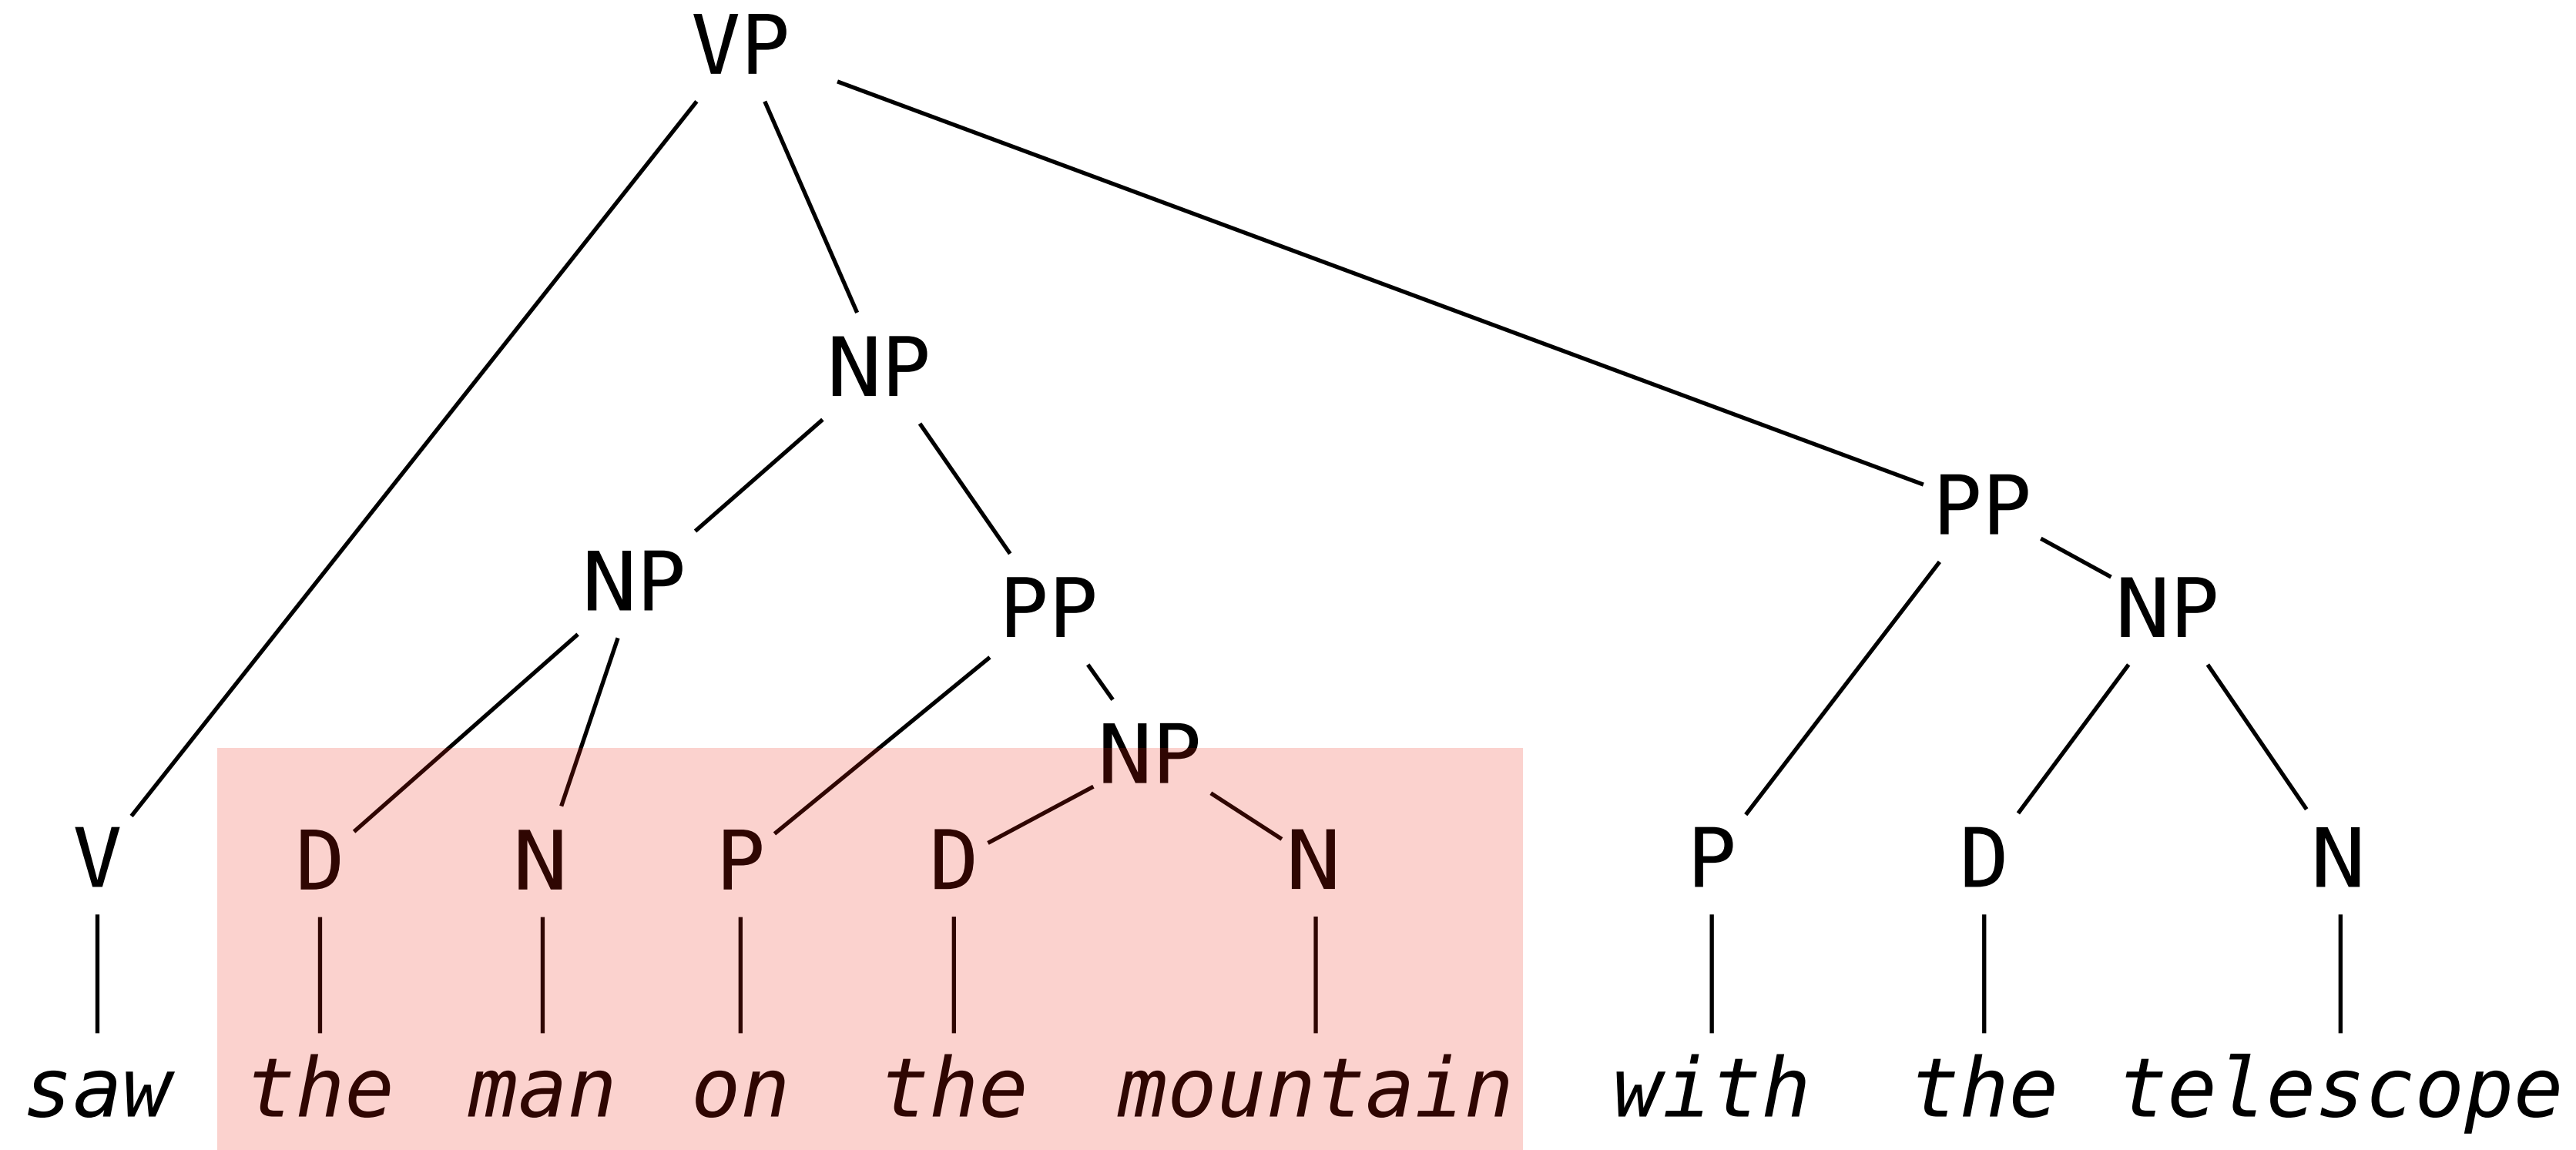 VP
NP
PP
NP
PP
NP
NP
V D N P D N P D N
saw the man on the mountain with the telescope